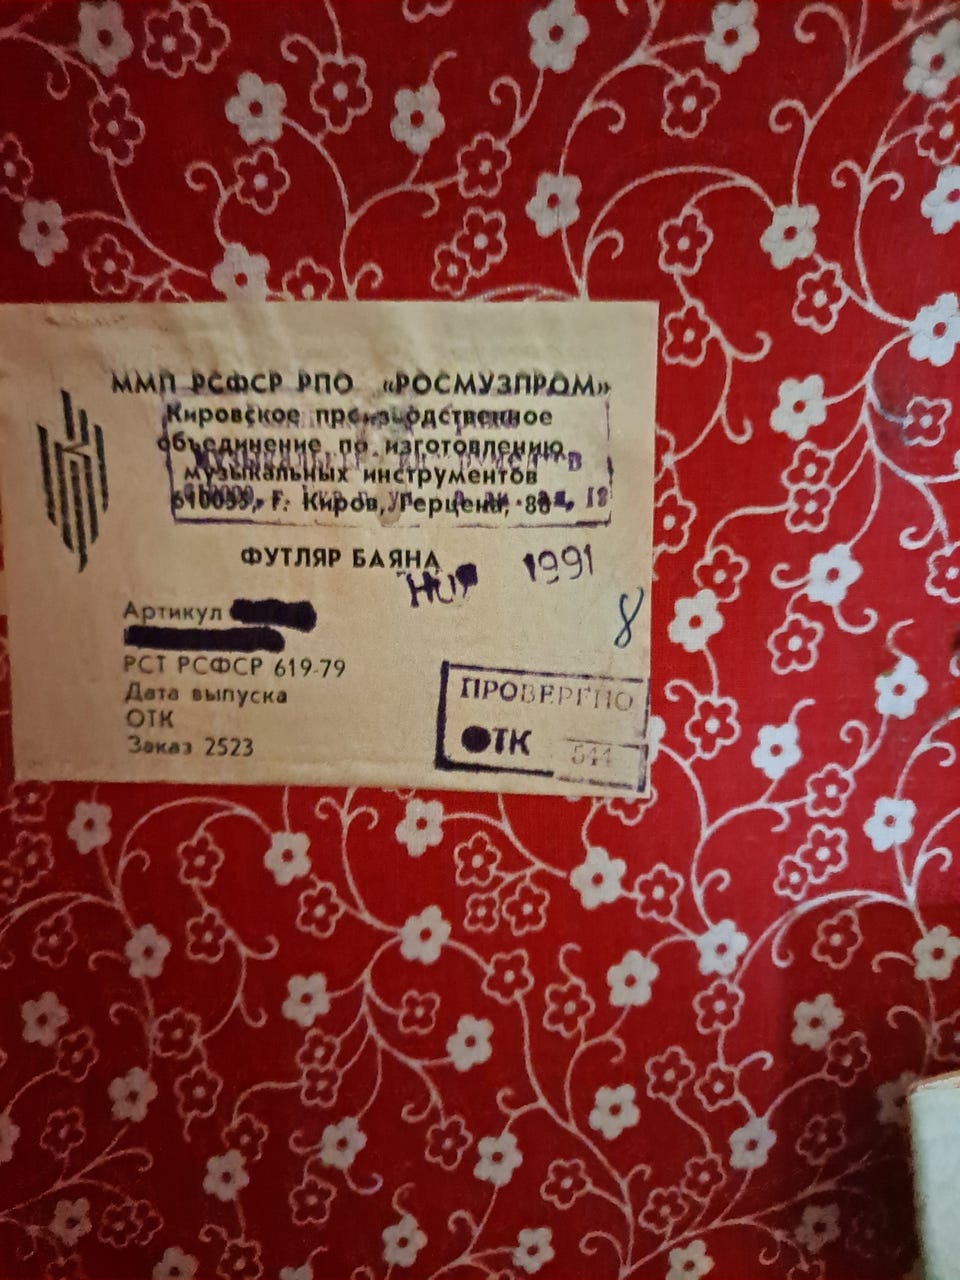 ММП РСФСР РПО «РОСМУЗПРОМ»
Кировское производственное
объединение по изготовлению
музыкальных инструментов
г. Киров, Герцена,
ФУТЛЯР БАЯНА
1991
8
Артикул
РСТ РСФСР 619-79
Дата выпуска
ОТК
Заказ 2523
ПРОВЕРЕНО
ОТК 544